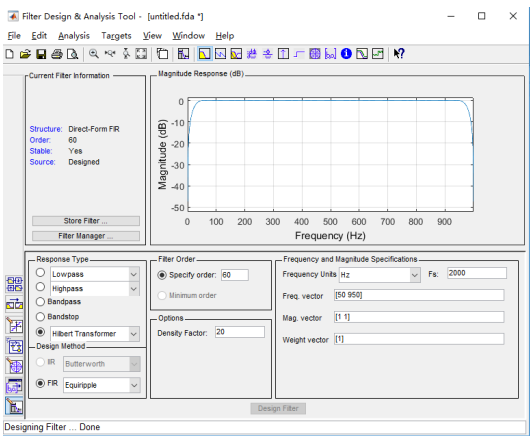 Filter Design & Analysis Tool - [untitled.fda *]
File Edit Analysis Targets View Window Help
Current Filter Information
Structure: Direct-Form FIR
Order: 60
Stable: Yes
Source: Designed
Store Filter ...
Filter Manager ...
Magnitude Response (dB)
0
-10
-20
-30
-40
-50
Magnitude (dB)
0 100 200 300 400 500 600 700 800 900
Frequency (Hz)
Response Type
Lowpass
Highpass
Bandpass
Bandstop
Hilbert Transformer
Design Method
IIR Butterworth
FIR Equiripple
Filter Order
Specify order: 60
Minimum order
Options
Density Factor: 20
Frequency and Magnitude Specifications
Frequency Units Hz Fs: 2000
Freq. vector [50 950]
Mag. vector [1 1]
Weight vector [1]
Design Filter
Designing Filter ... Done